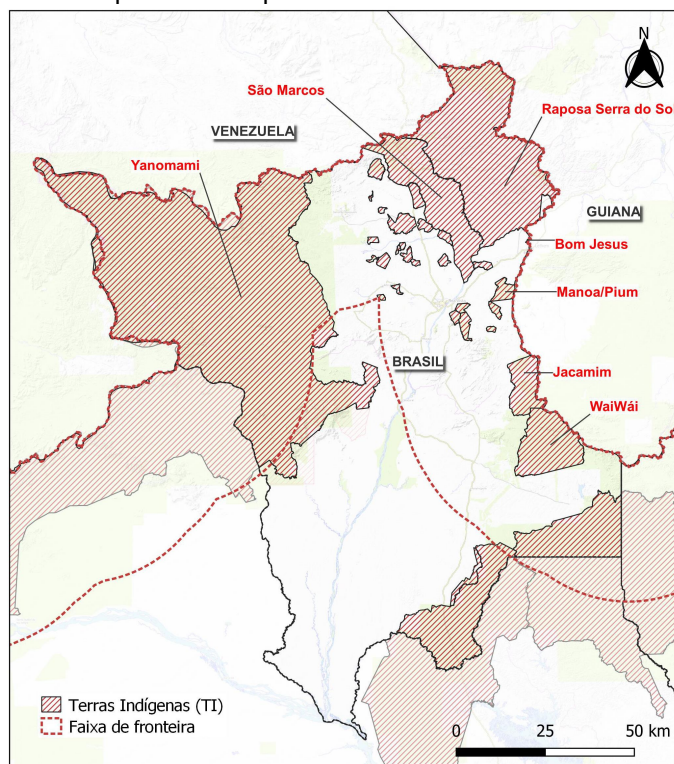 N
São Marcos
Raposa Serra do Sol
VENEZUELA
Yanomami
GUIANA
Bom Jesus
Manoa/Pium
BRASIL
Jacamim
WaiWái
Terras Indígenas (TI)
Faixa de fronteira
0 25 50 km